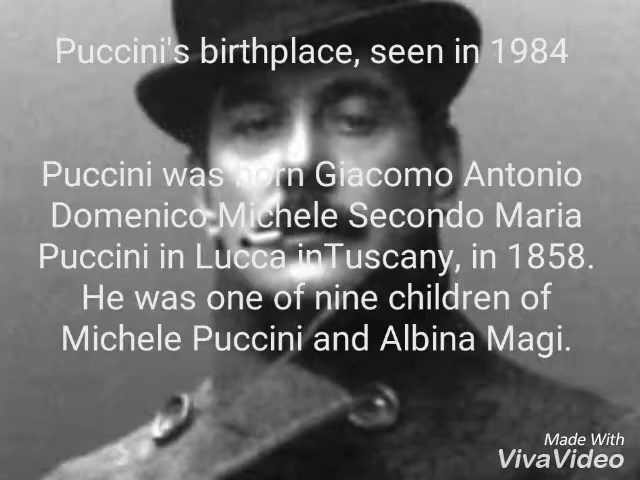 Puccini's birthplace, seen in 1984
Puccini was born Giacomo Antonio
Domenico Michele Secondo Maria
Puccini in Lucca inTuscany, in 1858.
He was one of nine children of
Michele Puccini and Albina Magi.
Made With
VivaVideo